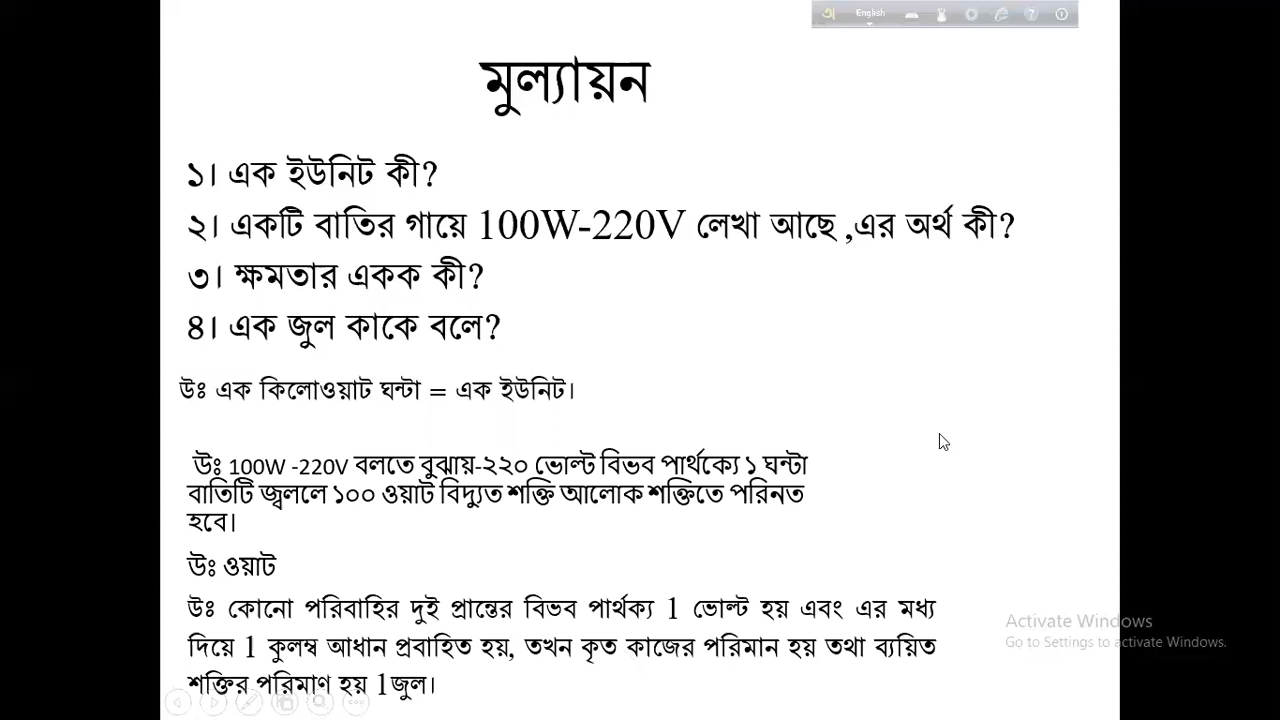 অ English
মুল্যায়ন
১। এক ইউনিট কী?
২। একটি বাতির গায়ে 100W-220V লেখা আছে ,এর অর্থ কী?
৩। ক্ষমতার একক কী?
৪। এক জুল কাকে বলে?
উঃ এক কিলোওয়াট ঘন্টা = এক ইউনিট।
উঃ 100W -220V বলতে বুঝায়-২২০ ভোল্ট বিভব পার্থক্যে ১ ঘন্টা
বাতিটি জ্বললে ১০০ ওয়াট বিদ্যুত শক্তি আলোক শক্তিতে পরিনত
হবে।
উঃ ওয়াট
উঃ কোনো পরিবাহির দুই প্রান্তের বিভব পার্থক্য 1 ভোল্ট হয় এবং এর মধ্য
দিয়ে 1 কুলম্ব আধান প্রবাহিত হয়, তখন কৃত কাজের পরিমান হয় তথা ব্যয়িত
শক্তির পরিমাণ হয় 1জুল।
Activate Windows
Go to Settings to activate Windows.